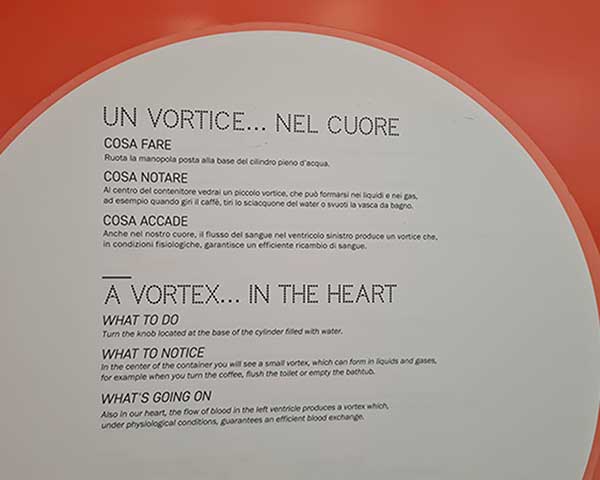 UN VORTICE... NEL CUORE
COSA FARE
Ruota la manopola posta alla base del cilindro pieno d'acqua.
COSA NOTARE
Al centro del contenitore vedrai un piccolo vortice, che può formarsi nei liquidi e nei gas,
ad esempio quando giri il caffè, tiri lo sciacquone del water o svuoti la vasca da bagno.
COSA ACCADE
Anche nel nostro cuore, il flusso del sangue nel ventricolo sinistro produce un vortice che,
in condizioni fisiologiche, garantisce un efficiente ricambio di sangue.
A VORTEX... IN THE HEART
WHAT TO DO
Turn the knob located at the base of the cylinder filled with water.
WHAT TO NOTICE
In the center of the container you will see a small vortex, which can form in liquids and gases,
for example when you turn the coffee, flush the toilet or empty the bathtub.
WHAT'S GOING ON
Also in our heart, the flow of blood in the left ventricle produces a vortex which,
under physiological conditions, guarantees an efficient blood exchange.